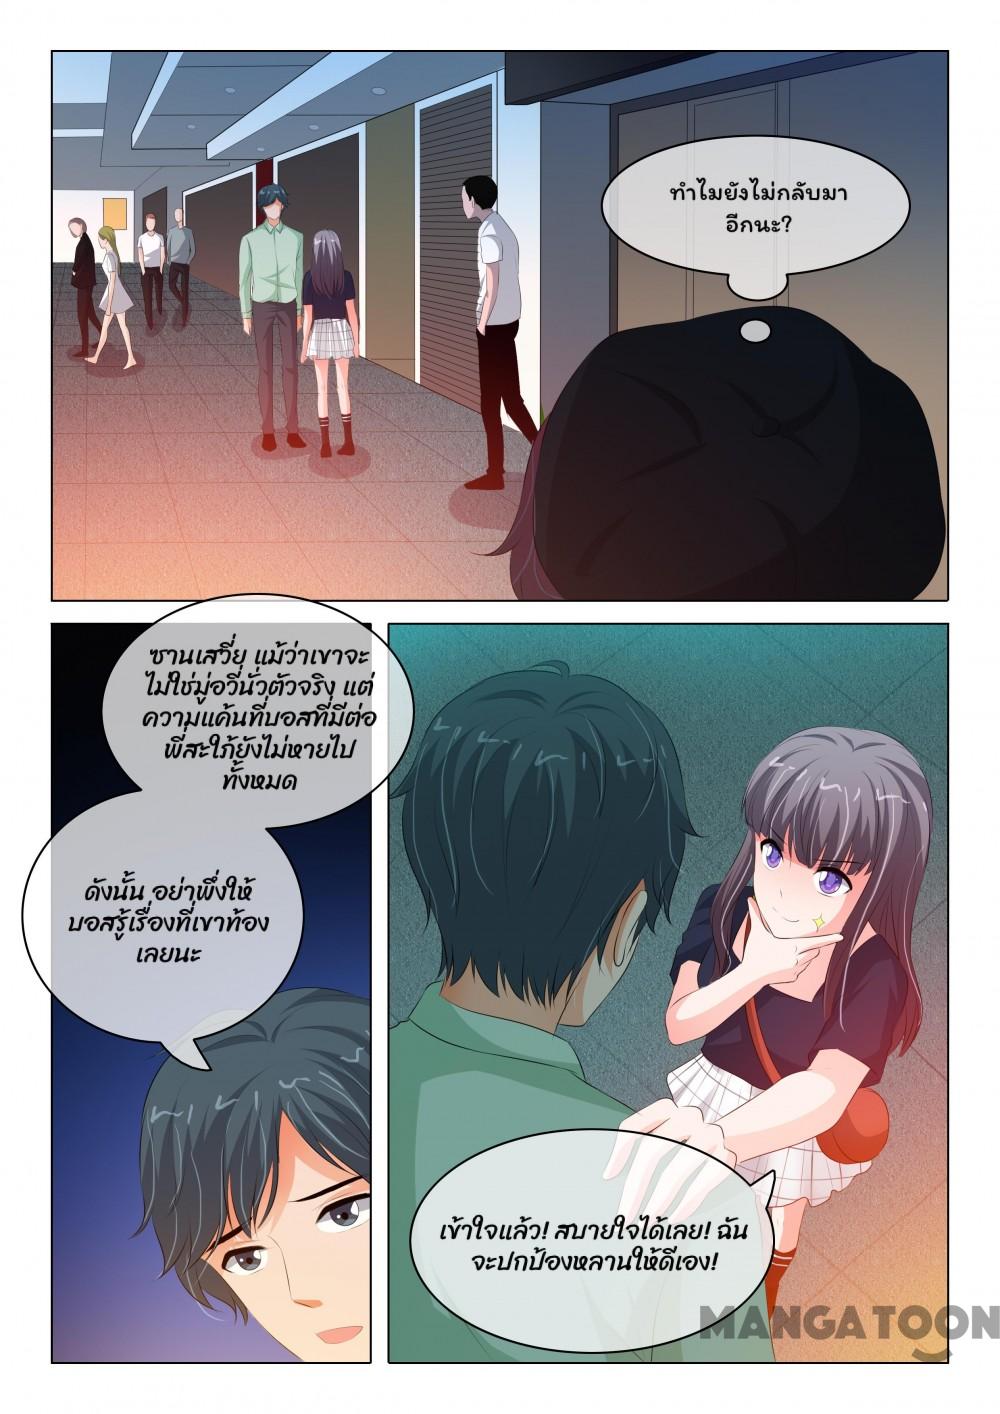 ทำไมยังไม่กลับมา
อีกนะ?
ซานเสวี่ย แม้ว่าเขาจะ
ไม่ใช่มู่อวี่นั่วตัวจริง แต่
ความแค้นที่บอสที่มีต่อ
พี่สะใภ้ยังไม่หายไป
ทั้งหมด
ดังนั้น อย่าพึ่งให้
บอสรู้เรื่องที่เขาท้อง
เลยนะ
เข้าใจแล้ว! สบายใจได้เลย! ฉัน
จะปกป้องหลานให้ดีเอง!
MANGATOON